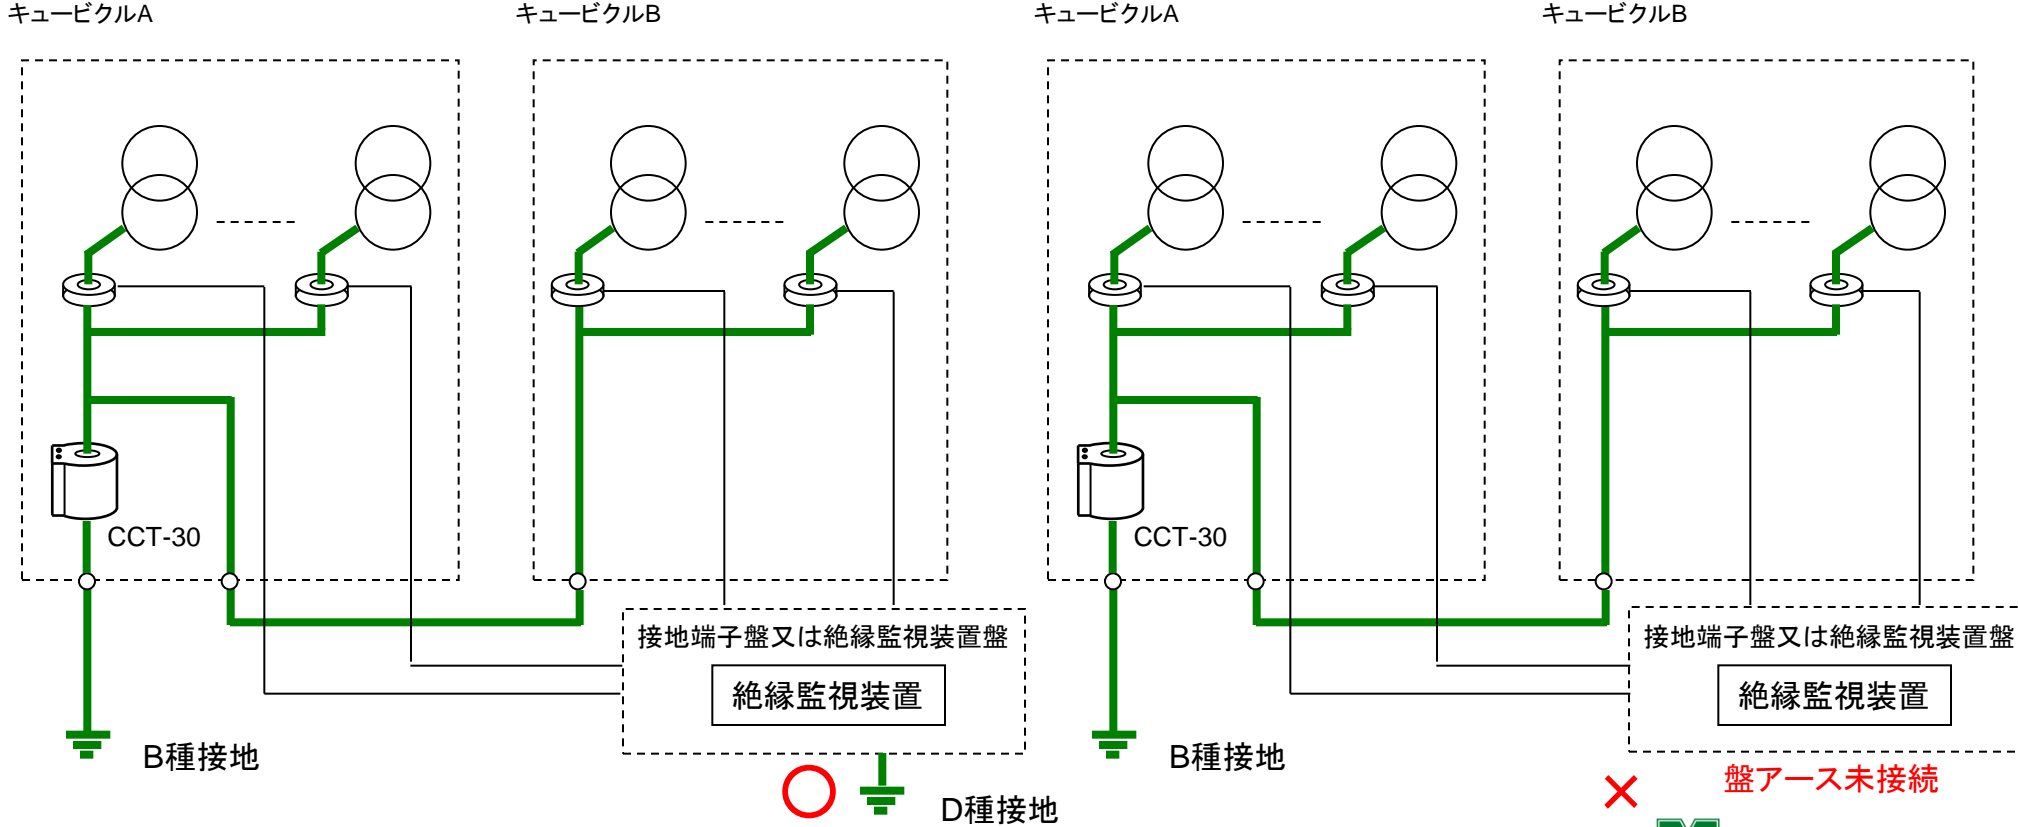 キュービクルA
キュービクルB
キュービクルA
キュービクルB
CCT-30
CCT-30
接地端子盤又は絶縁監視装置盤
絶縁監視装置
接地端子盤又は絶縁監視装置盤
絶縁監視装置
B種接地
D種接地
B種接地
盤アース未接続